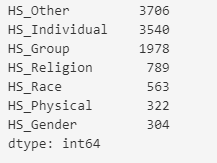 HS_Other 3706
HS_Individual 3540
HS_Group 1978
HS_Religion 789
HS_Race 563
HS_Physical 322
HS_Gender 304
dtype: int64